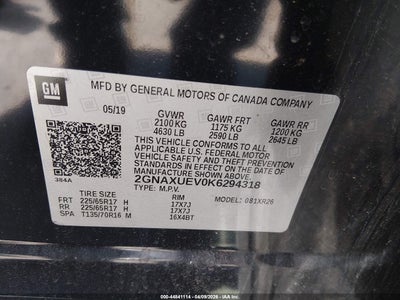 GM
MFD BY GENERAL MOTORS OF CANADA COMPANY
05/19 GVWR GAWR FRT GAWR RR
2100 KG 1175 KG 1200 KG
4630 LB 2590 LB 2645 LB
THIS VEHICLE CONFORMS TO ALL APPLICABLE
U.S. FEDERAL MOTOR VEHICLE SAFETY, BUMPER,
AND THEFT PREVENTION STANDARDS IN EFFECT ON
THE DATE OF MANUFACTURE SHOWN ABOVE.
384A
2GNAXUEV0K6294318
TYPE: M.P.V. MODEL: 081XR26
TIRE SIZE RIM
FRT 225/65R17 H 17X7J
RR 225/65R17 H 17X7J
SPA T135/70R16 M 16X4BT
000-44841114 - 04/09/2026 -